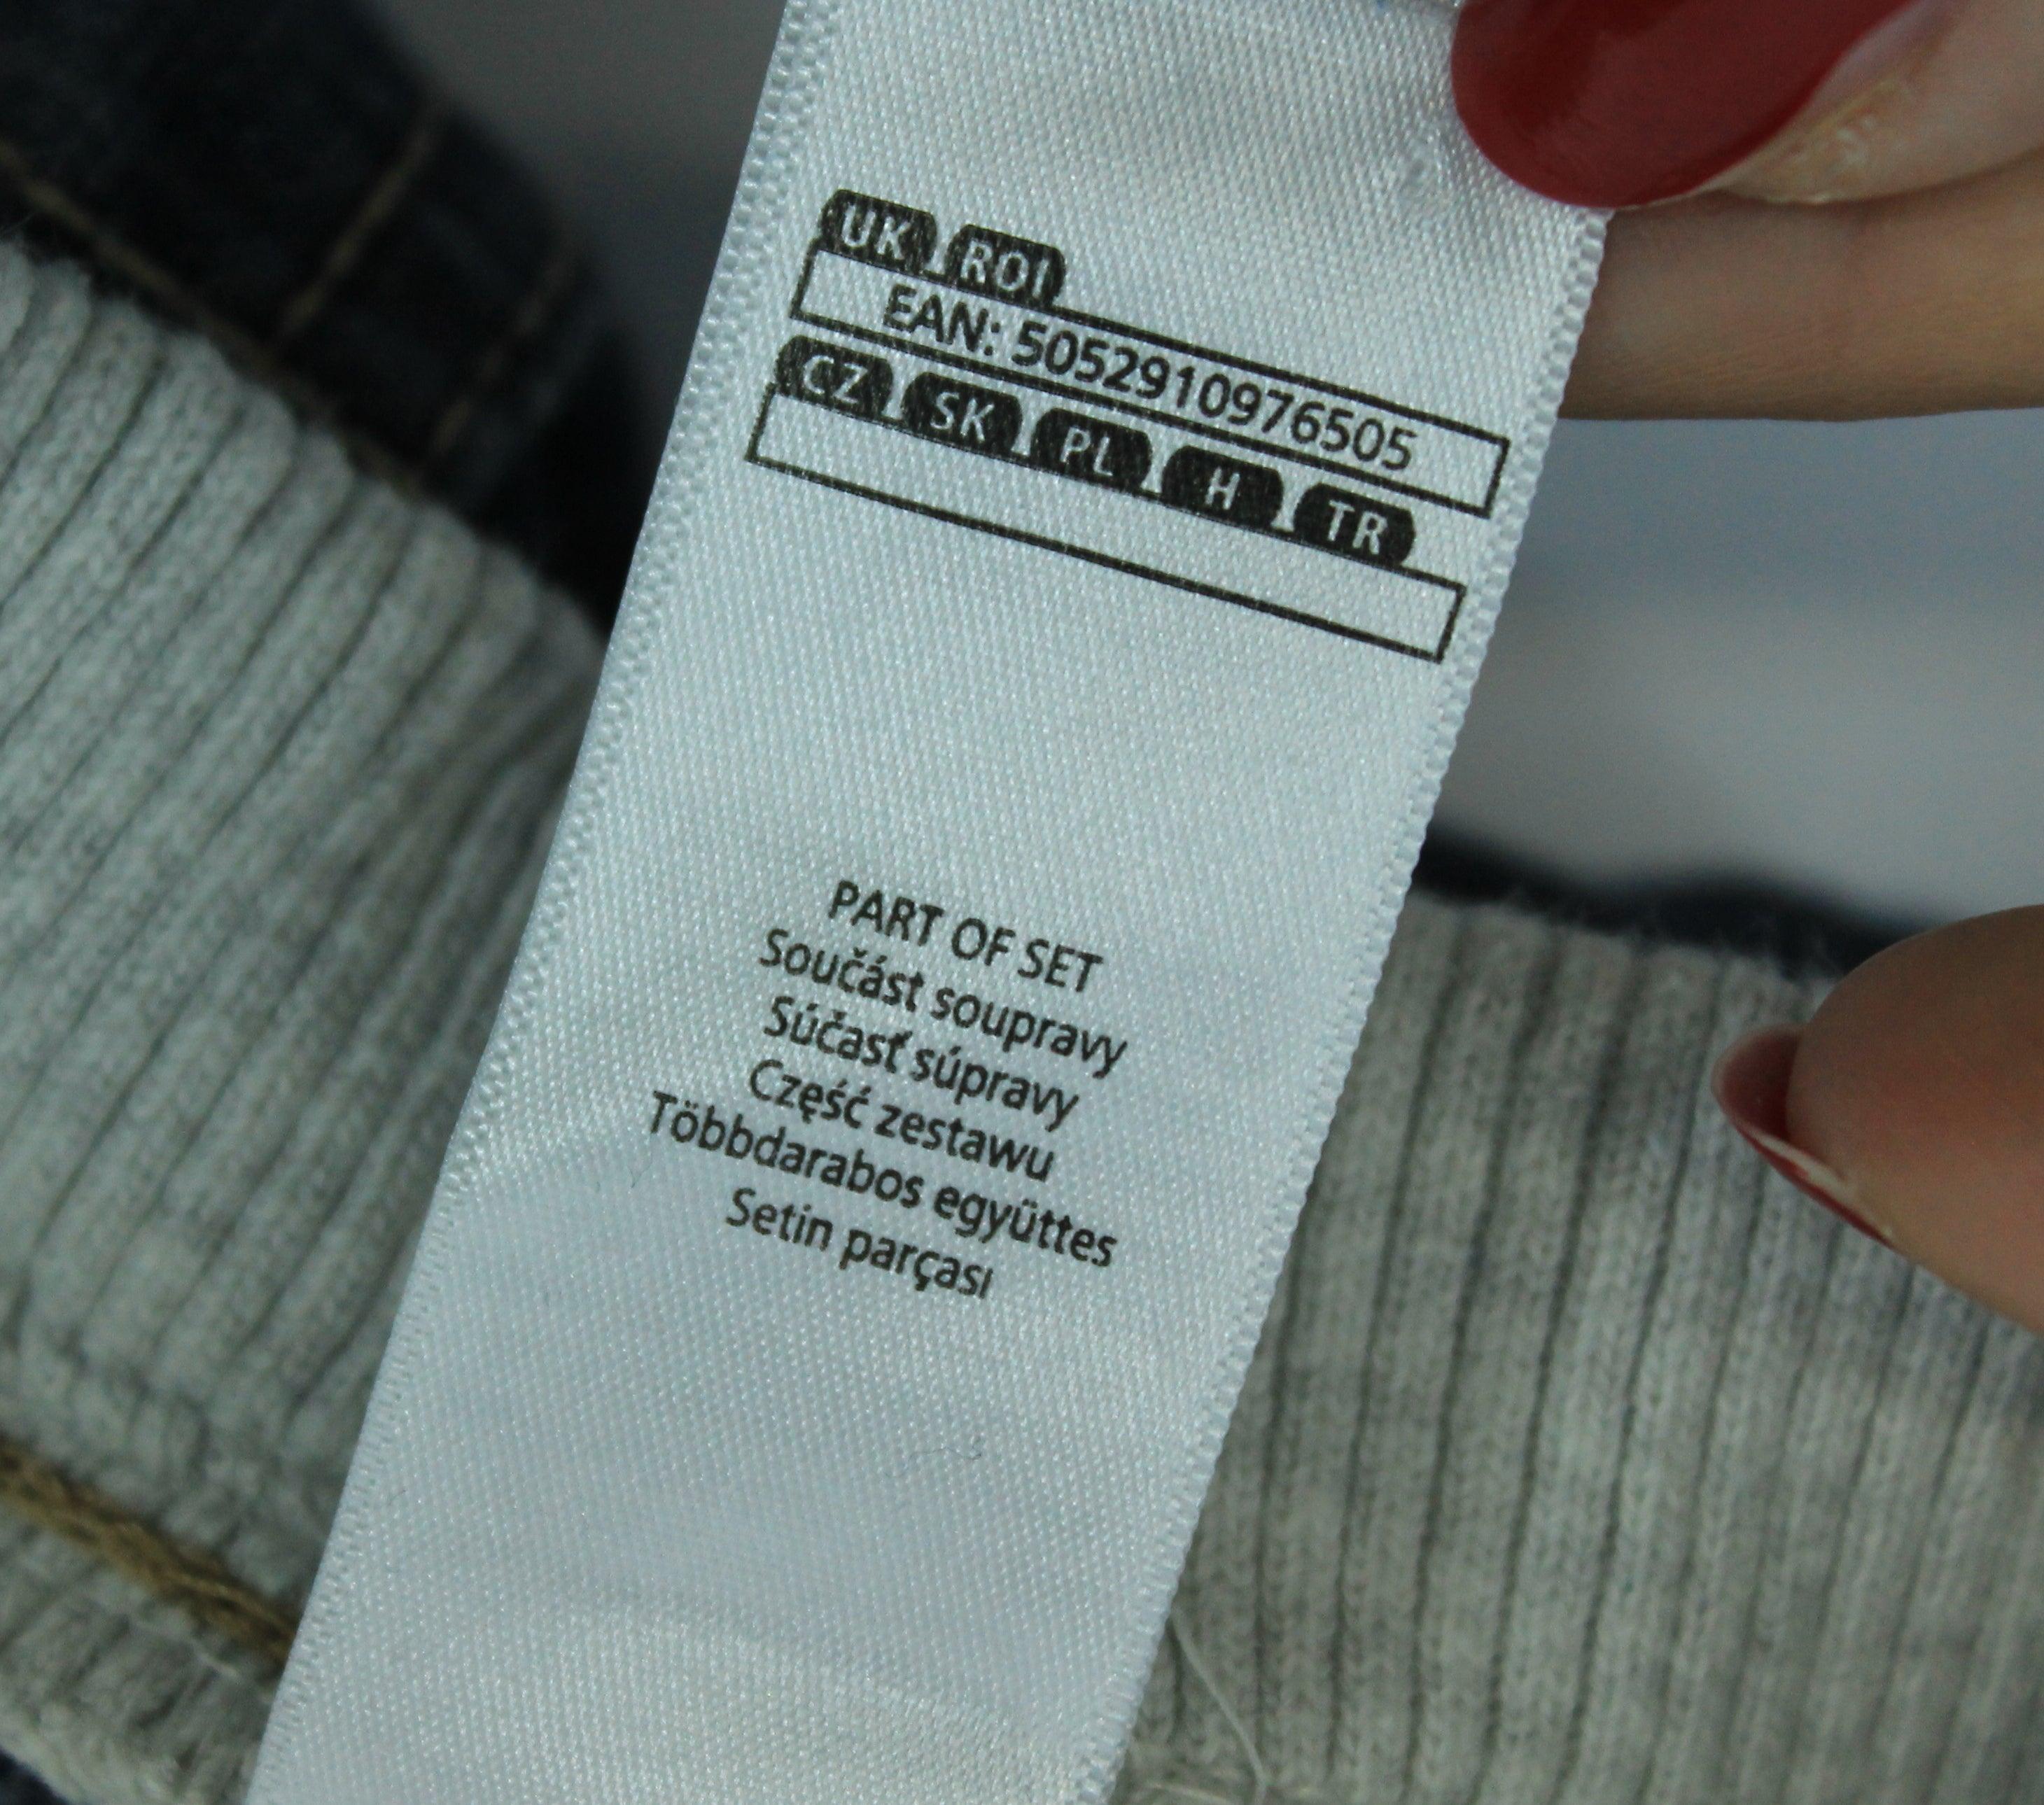 UK ROI
EAN: 5052910976505
CZ SK PL H TR
PART OF SET
Součást soupravy
Súčasť súpravy
Część zestawu
Többdarabos együttes
Setin parçası